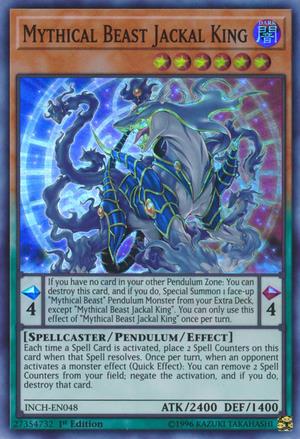 MYTHICAL BEAST JACKAL KING
DARK
闇
If you have no card in your other Pendulum Zone: You can
destroy this card, and if you do, Special Summon 1 face-up
"Mythical Beast" Pendulum Monster from your Extra Deck,
except "Mythical Beast Jackal King". You can only use this
effect of "Mythical Beast Jackal King" once per turn.
4
4
[SPELLCASTER/PENDULUM/EFFECT]
Each time a Spell Card is activated, place 2 Spell Counters on this
card when that Spell resolves. Once per turn, when an opponent
activates a monster effect (Quick Effect): You can remove 2 Spell
Counters from your field; negate the activation, and if you do,
destroy that card.
INCH-EN048
ATK/2400 DEF/1400
27354732
1st Edition
©1996 KAZUKI TAKAHASHI